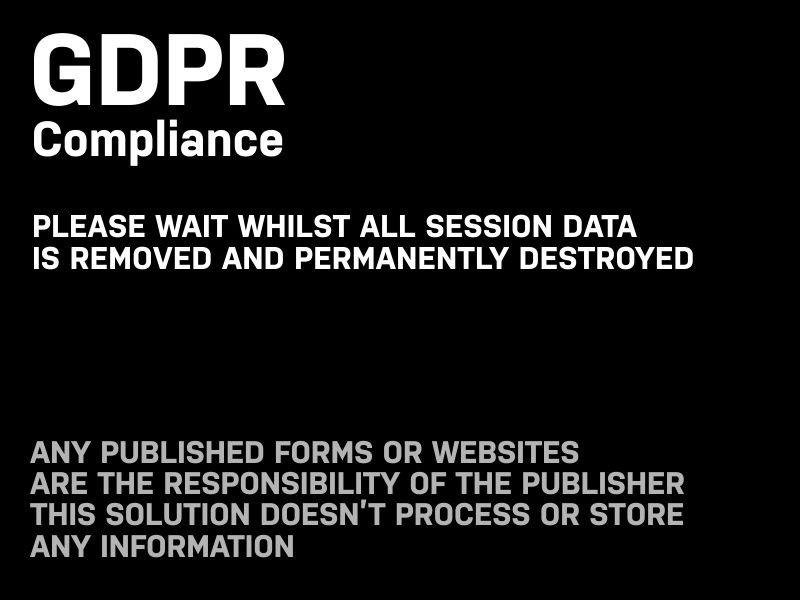 GDPR
Compliance
PLEASE WAIT WHILST ALL SESSION DATA
IS REMOVED AND PERMANENTLY DESTROYED
ANY PUBLISHED FORMS OR WEBSITES
ARE THE RESPONSIBILITY OF THE PUBLISHER
THIS SOLUTION DOESN'T PROCESS OR STORE
ANY INFORMATION